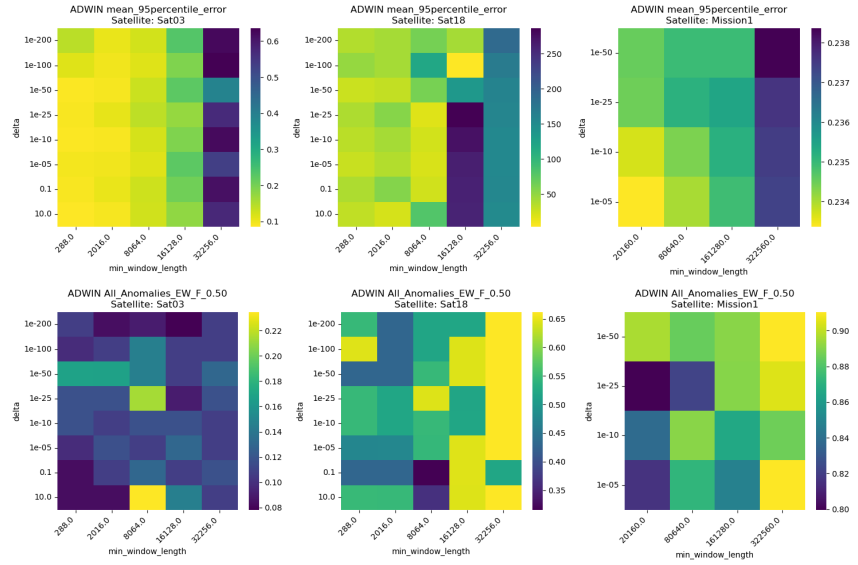 ADWIN mean_95percentile_error
Satellite: Sat03
delta
1e-200
1e-100
1e-50
1e-25
1e-10
1e-05
0.1
10.0
288.0
2016.0
8064.0
16128.0
32256.0
min_window_length
0.6
0.5
0.4
0.3
0.2
0.1
ADWIN mean_95percentile_error
Satellite: Sat18
delta
1e-200
1e-100
1e-50
1e-25
1e-10
1e-05
0.1
10.0
288.0
2016.0
8064.0
16128.0
32256.0
min_window_length
250
200
150
100
50
ADWIN mean_95percentile_error
Satellite: Mission1
delta
1e-50
1e-25
1e-10
1e-05
20160.0
80640.0
161280.0
322560.0
min_window_length
0.238
0.237
0.236
0.235
0.234
ADWIN All_Anomalies_EW_F_0.50
Satellite: Sat03
delta
1e-200
1e-100
1e-50
1e-25
1e-10
1e-05
0.1
10.0
288.0
2016.0
8064.0
16128.0
32256.0
min_window_length
0.22
0.20
0.18
0.16
0.14
0.12
0.10
0.08
ADWIN All_Anomalies_EW_F_0.50
Satellite: Sat18
delta
1e-200
1e-100
1e-50
1e-25
1e-10
1e-05
0.1
10.0
288.0
2016.0
8064.0
16128.0
32256.0
min_window_length
0.65
0.60
0.55
0.50
0.45
0.40
0.35
ADWIN All_Anomalies_EW_F_0.50
Satellite: Mission1
delta
1e-50
1e-25
1e-10
1e-05
20160.0
80640.0
161280.0
322560.0
min_window_length
0.90
0.88
0.86
0.84
0.82
0.80